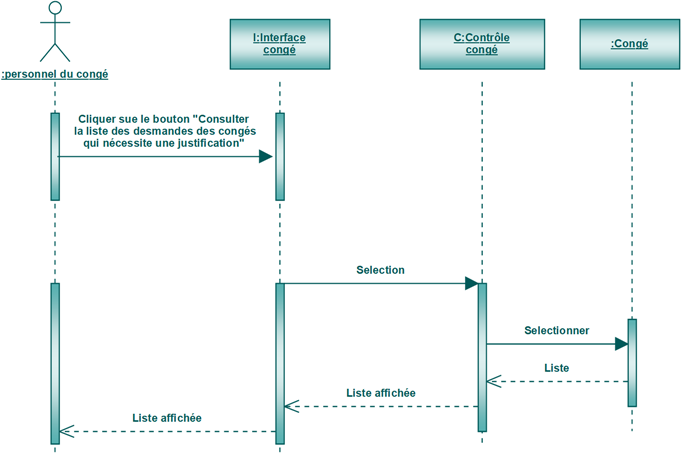 I:Interface
congé
C:Contrôle
congé
:Congé
:personnel du congé
Cliquer sue le bouton "Consulter
la liste des desmandes des congés
qui nécessite une justification"
Selection
Selectionner
Liste
Liste affichée
Liste affichée